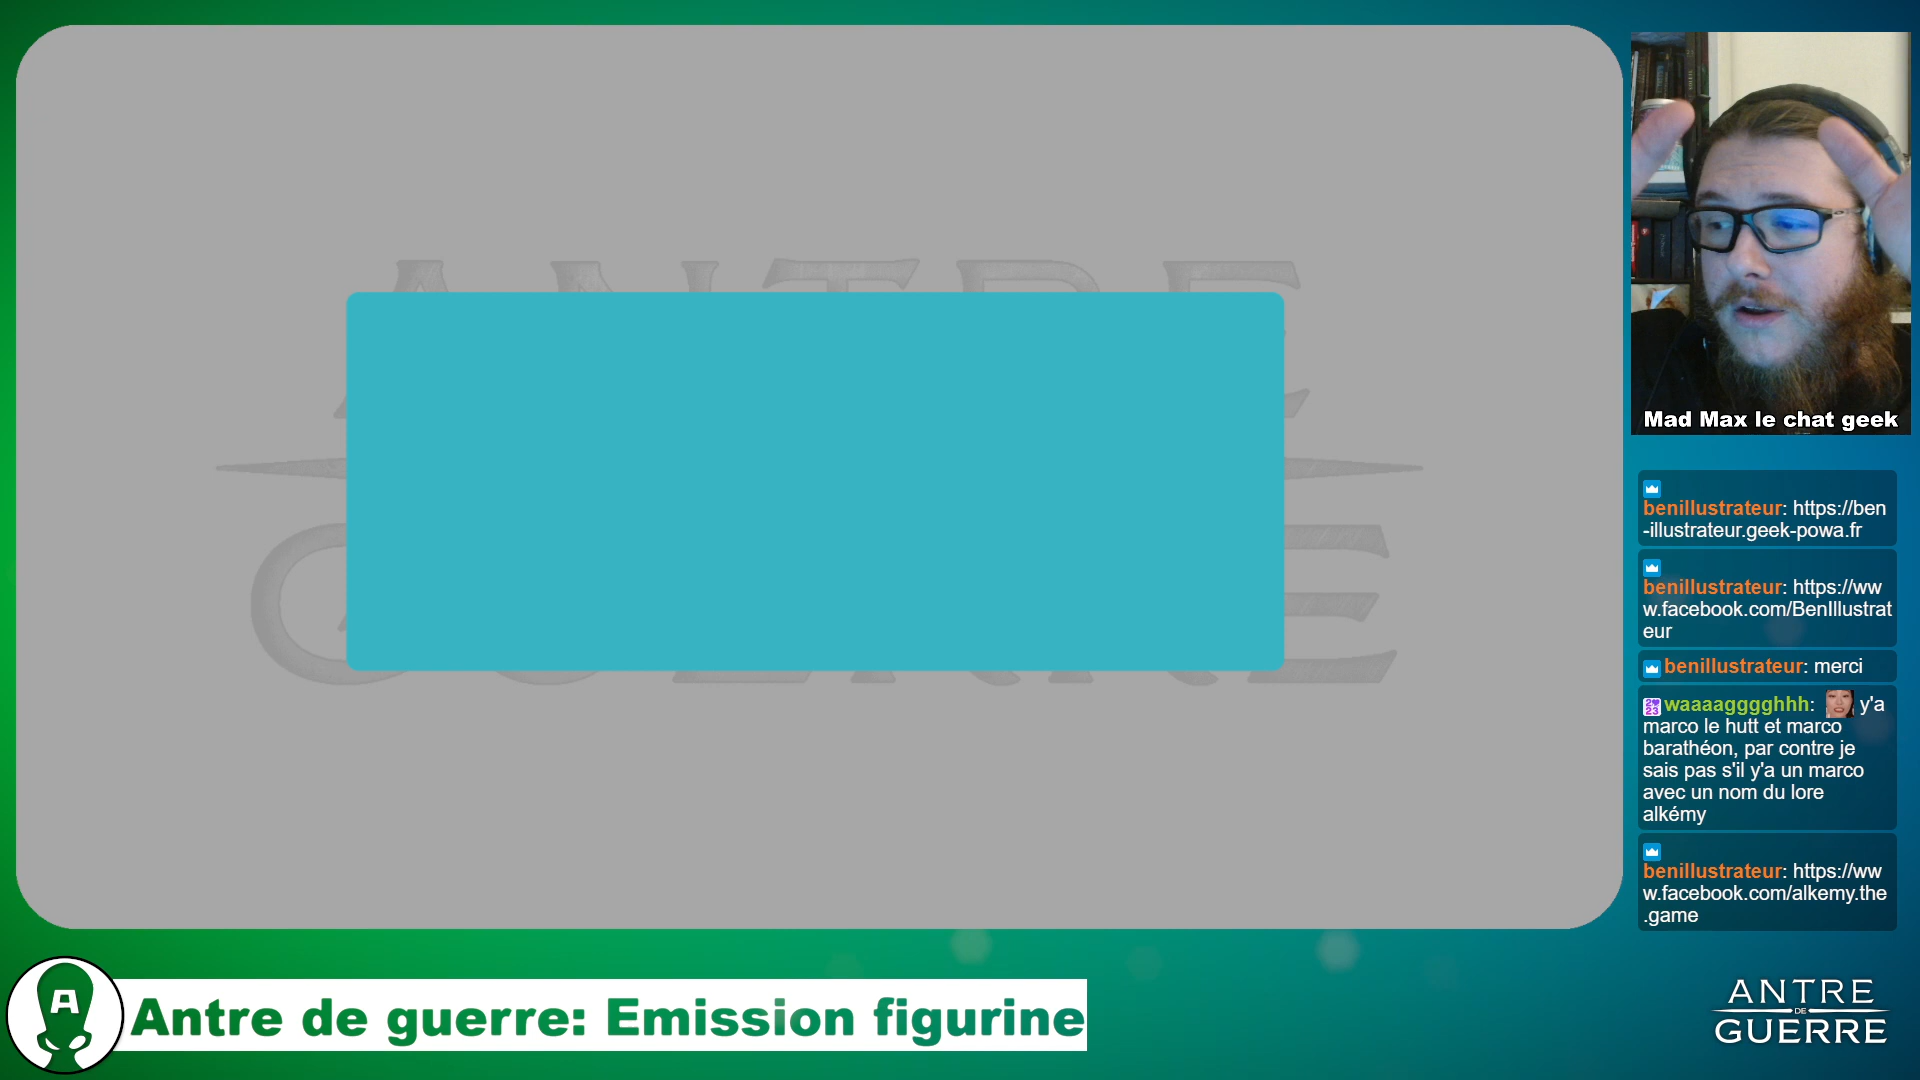 ANTRE
GUERRE
Mad Max le chat geek
benillustrateur: https://ben
-illustrateur.geek-powa.fr
benillustrateur: https://ww
w.facebook.com/BenIllustrat
eur
benillustrateur: merci
waaaagggghhh: y'a
marco le hutt et marco
barathéon, par contre je
sais pas s'il y'a un marco
avec un nom du lore
alkémy
benillustrateur: https://ww
w.facebook.com/alkemy.the
.game
A
Antre de guerre: Emission figurine
ANTRE
DE
GUERRE